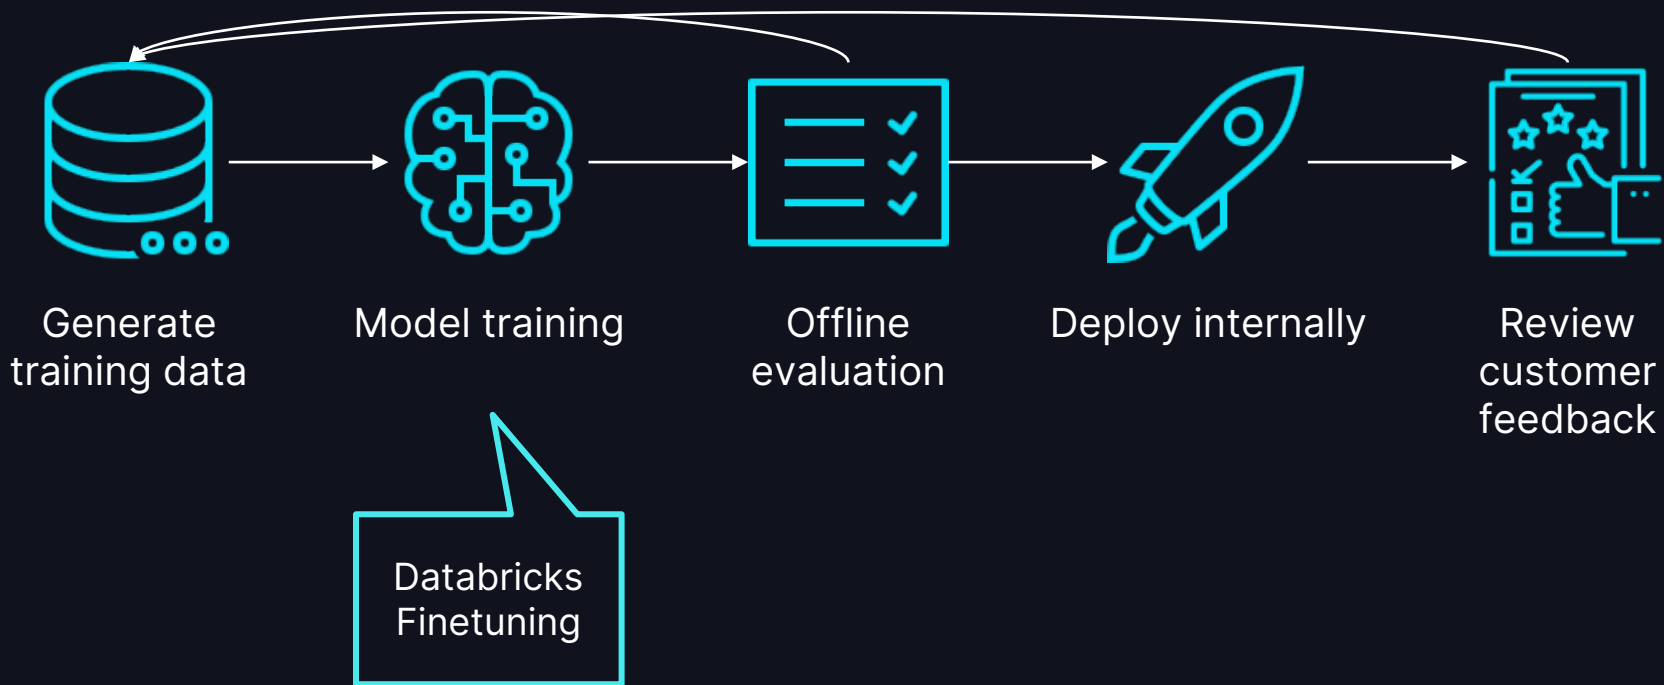 Generate
training data
Model training
Offline
evaluation
Deploy internally
Review
customer
feedback
Databricks
Finetuning